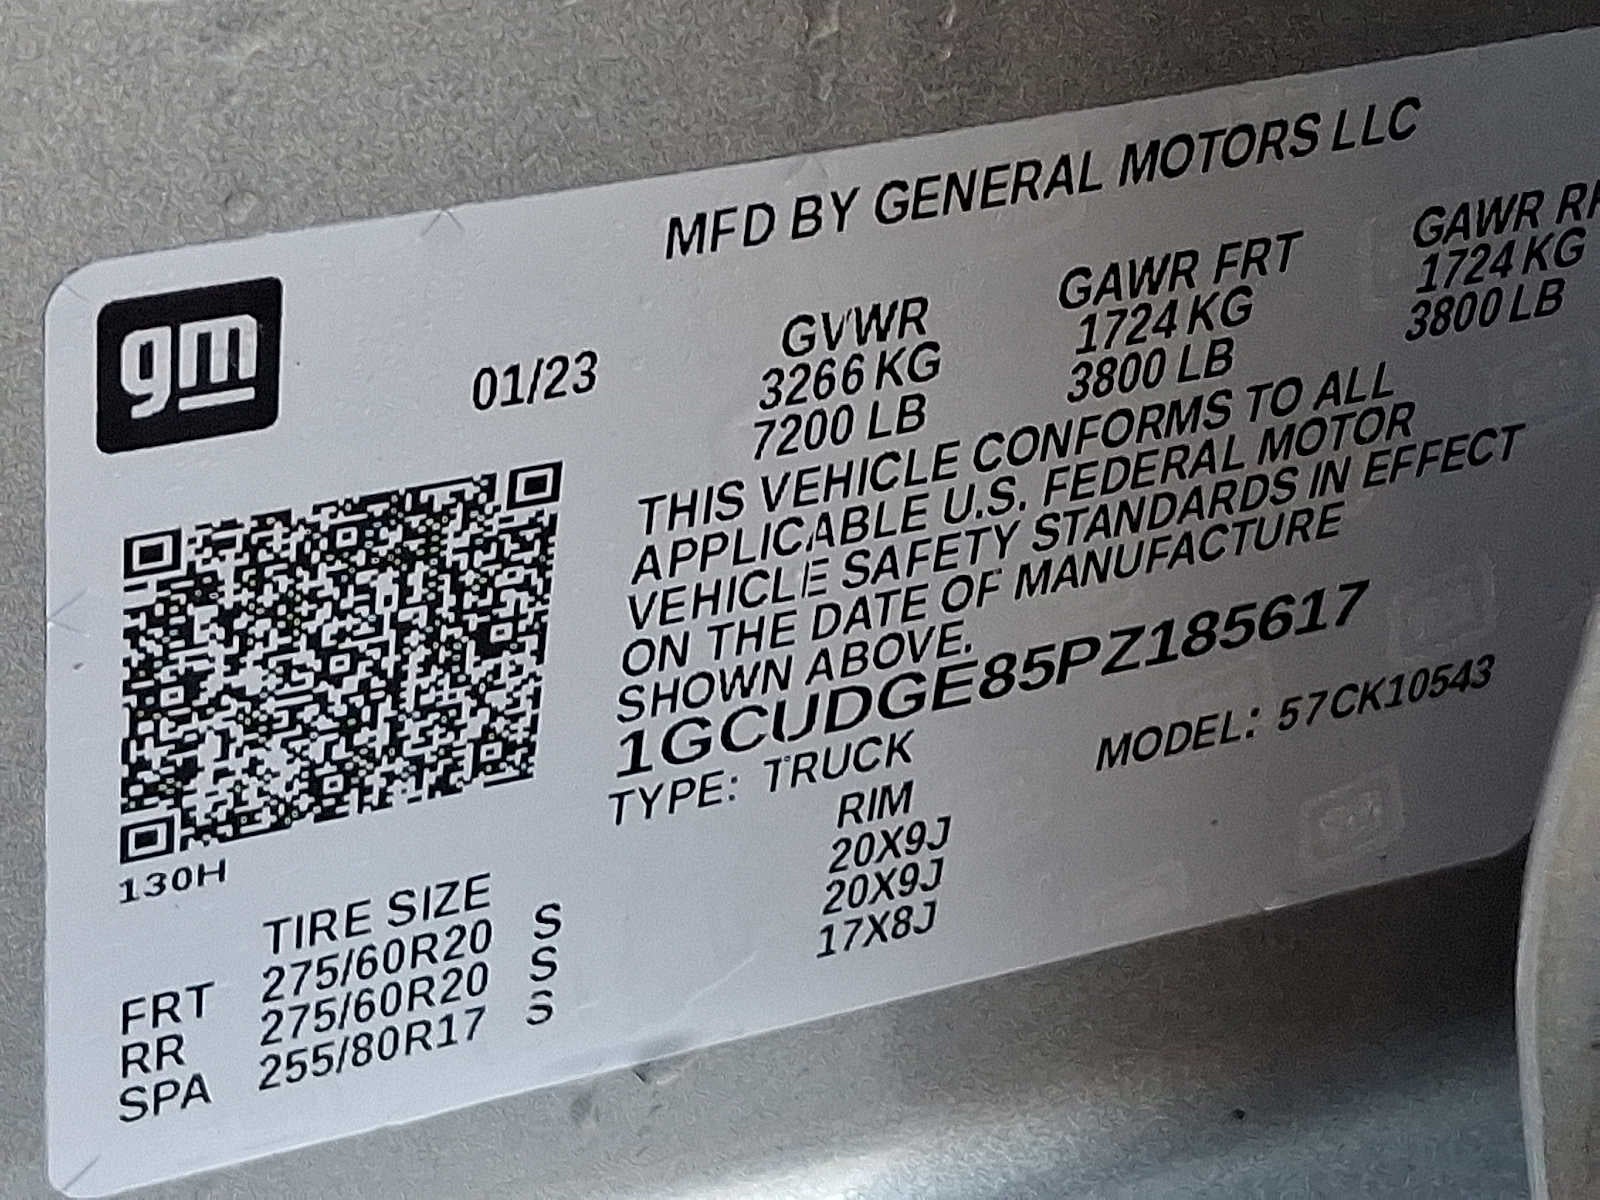 MFD BY GENERAL MOTORS LLC
gm
01/23
GVWR GAWR FRT GAWR
3266 KG 1724 KG 1724 KG
7200 LB 3800 LB 3800 LB
THIS VEHICLE CONFORMS TO ALL
APPLICABLE U.S. FEDERAL MOTOR
VEHICLE SAFETY STANDARDS IN EFFECT
ON THE DATE OF MANUFACTURE
SHOWN ABOVE.
1GCUDGE85PZ185617
TYPE: TRUCK MODEL: 57CK10543
130H
TIRE SIZE RIM
FRT 275/60R20 S 20X9J
RR 275/60R20 S 20X9J
SPA 255/80R17 S 17X8J